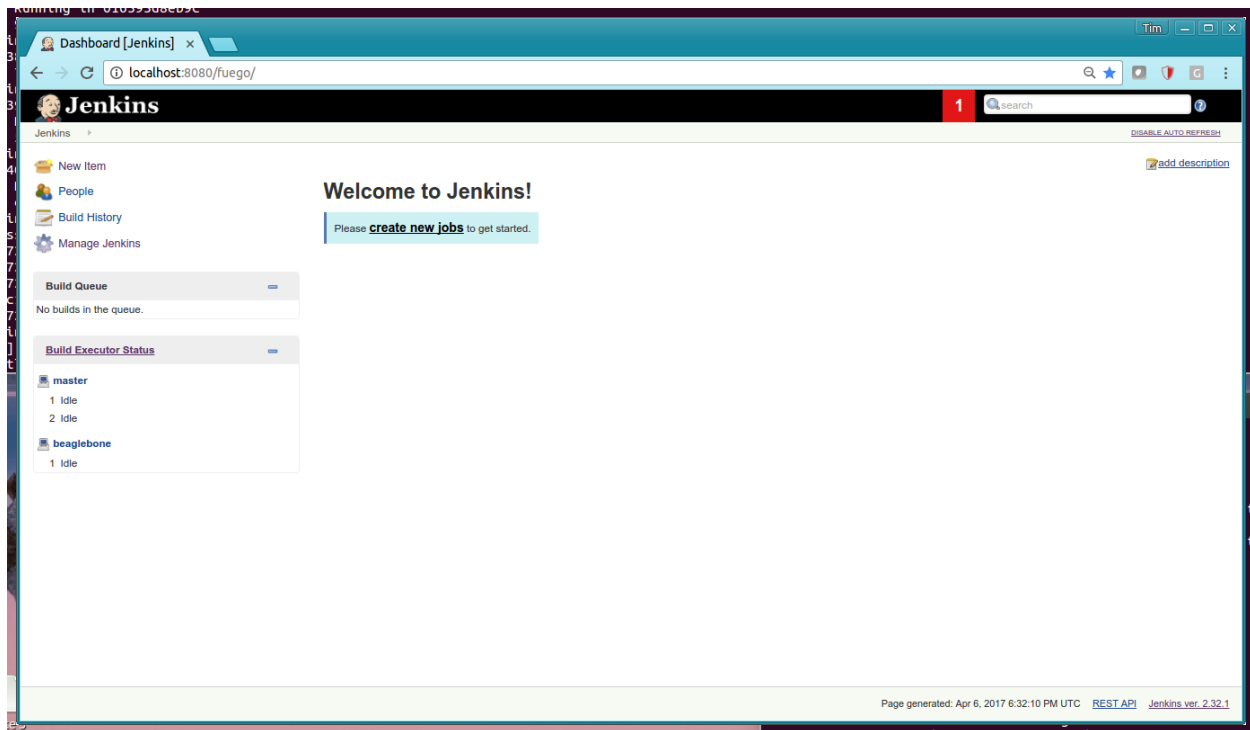 Running in 016393d8eb9c
Tim
Dashboard [Jenkins]
localhost:8080/fuego/
Jenkins
1
search
Jenkins
DISABLE AUTO REFRESH
New Item
add description
People
Welcome to Jenkins!
Build History
Please create new jobs to get started.
Manage Jenkins
Build Queue
No builds in the queue.
Build Executor Status
master
1 Idle
2 Idle
beaglebone
1 Idle
Page generated: Apr 6, 2017 6:32:10 PM UTC REST API Jenkins ver. 2.32.1